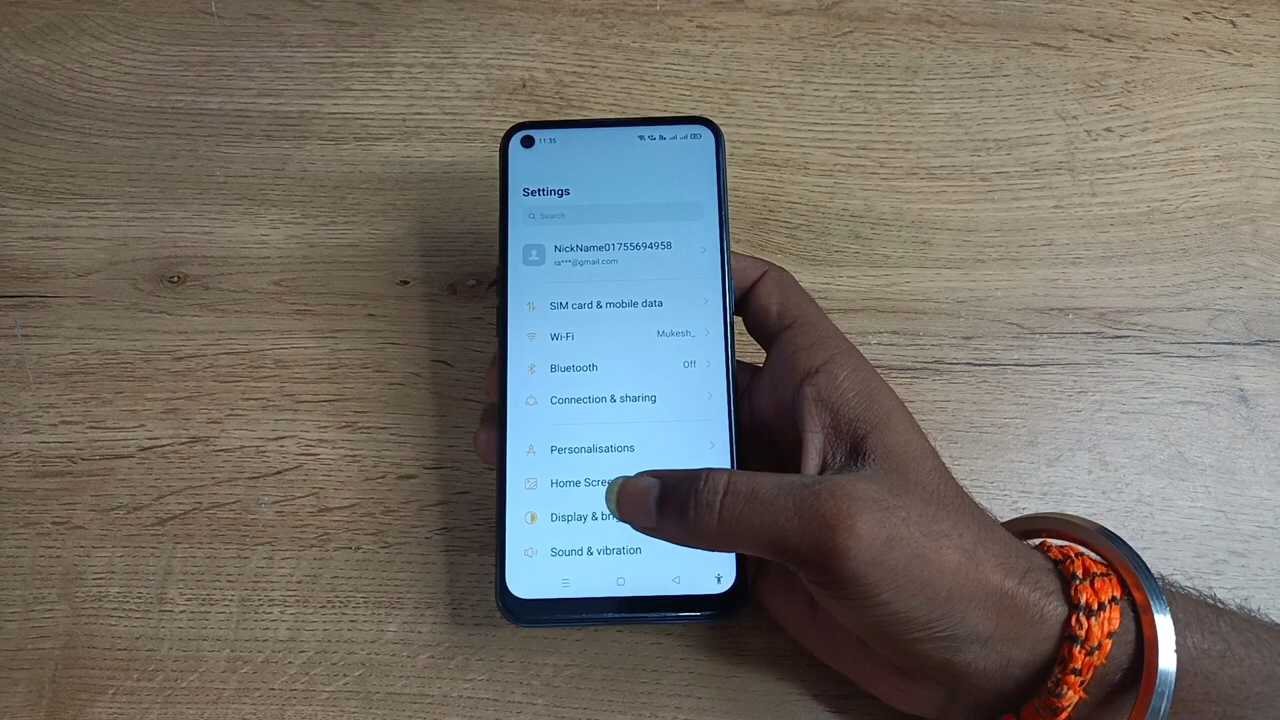 11:35
Settings
Search
NickName01755694958
ra***@gmail.com
SIM card & mobile data
Wi-Fi Mukesh_
Bluetooth Off
Connection & sharing
Personalisations
Home Scree
Display & bri
Sound & vibration